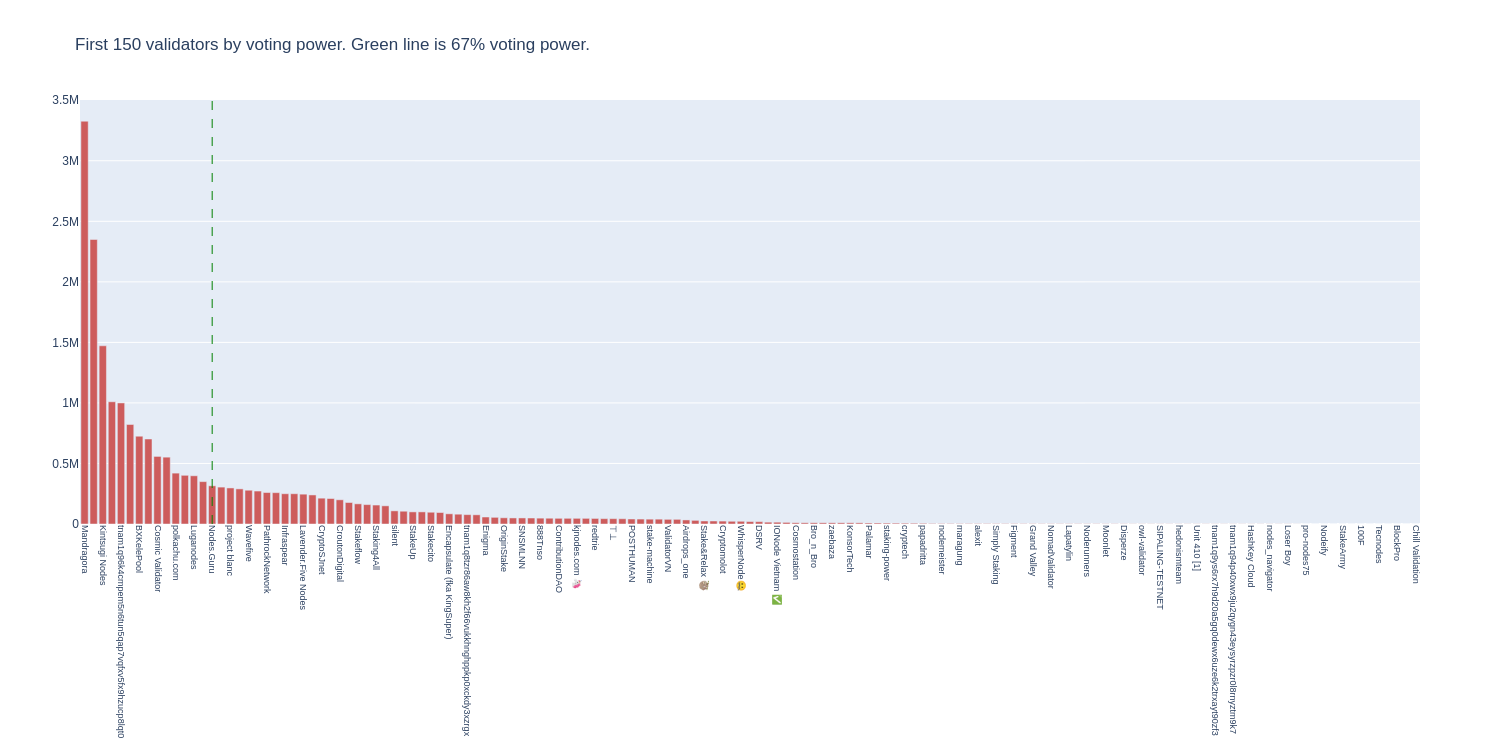 First 150 validators by voting power. Green line is 67% voting power.
3.5M
3M
2.5M
2M
1.5M
1M
0.5M
0
Mandragora
Kintsugi Nodes
BXKelePool
Cosmic Validator
polkachu.com
Luganodes
Nodes.Guru
project blanc
Wavefive
PathrockNetwork
Infraspear
Lavender.Five Nodes
CryptoSJnet
CroutonDigital
Stakeflow
Staking4All
silent
StakeUp
Stakecito
Encapsulate (fka KingSuper)
Enigma
OriginStake
SNSMLNN
ContributionDAO
kjnodes.com 🦄
redtrie
POSTHUMAN
stake-machine
ValidatorVN
Airdrops_one
Stake&Relax 🦥
Cryptomolot
WhisperNode🤐
DSRV
IONode Vietnam ✅
Cosmostation
Bro_n_Bro
zaebaza
KonsorTech
Palamar
staking-power
cryptech
papadritta
nodemeister
maragung
alexit
Simply Staking
Figment
Grand Valley
NomadValidator
Lapatylin
Noderunners
Moonlet
Disperze
owl-validator
SIPALING-TESTNET
hedonismteam
Unit 410 [1]
HashKey Cloud
nodes_navigator
Loser Boy
pro-nodes75
Nodeify
StakeArmy
100F
Tecnodes
BlockPro
Chill Validation